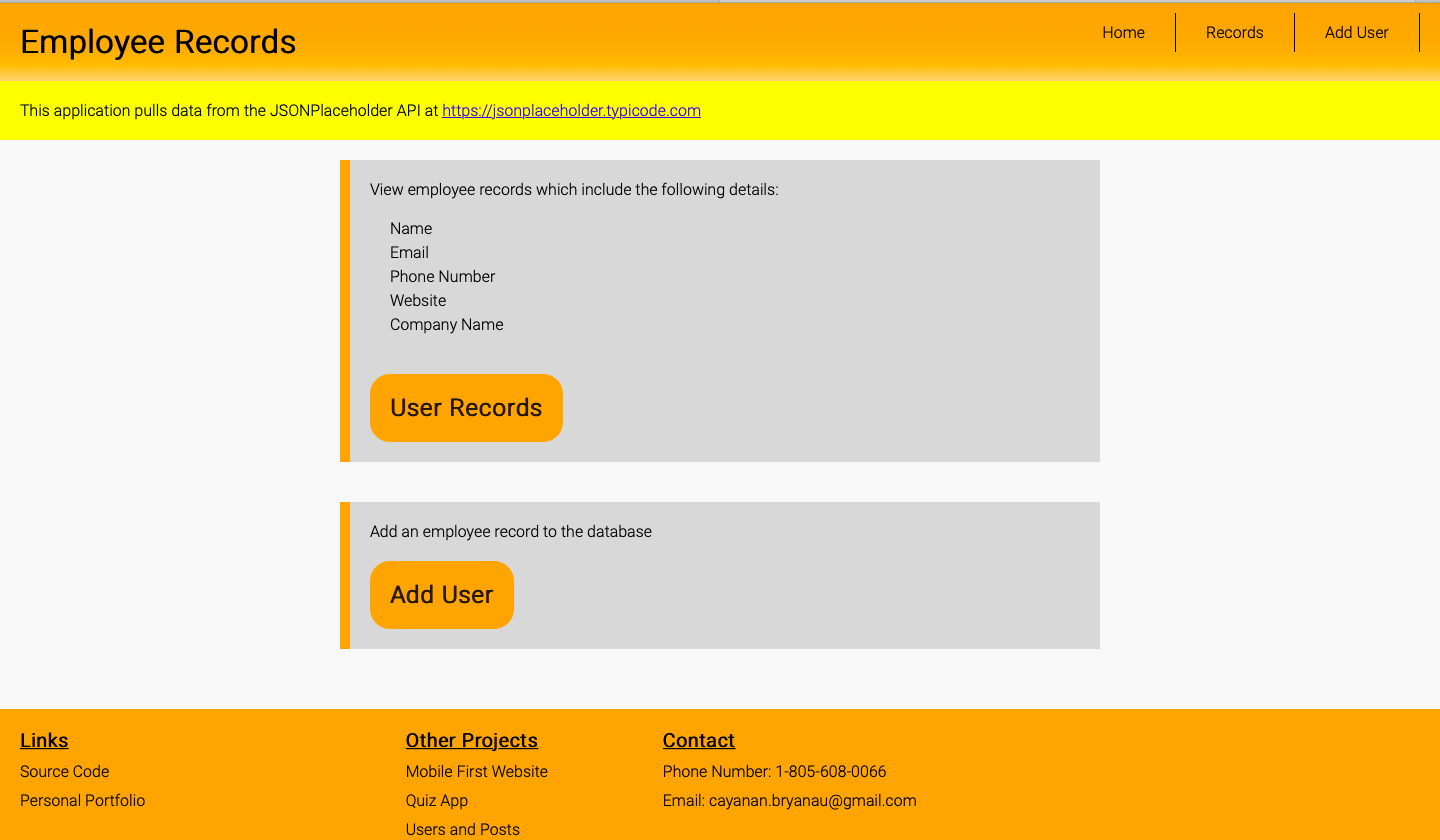 Employee Records
Home
Records
Add User
This application pulls data from the JSONPlaceholder API at https://jsonplaceholder.typicode.com
View employee records which include the following details:
Name
Email
Phone Number
Website
Company Name
User Records
Add an employee record to the database
Add User
Links
Source Code
Personal Portfolio
Other Projects
Mobile First Website
Quiz App
Users and Posts
Contact
Phone Number: 1-805-608-0066
Email: cayanan.bryanau@gmail.com